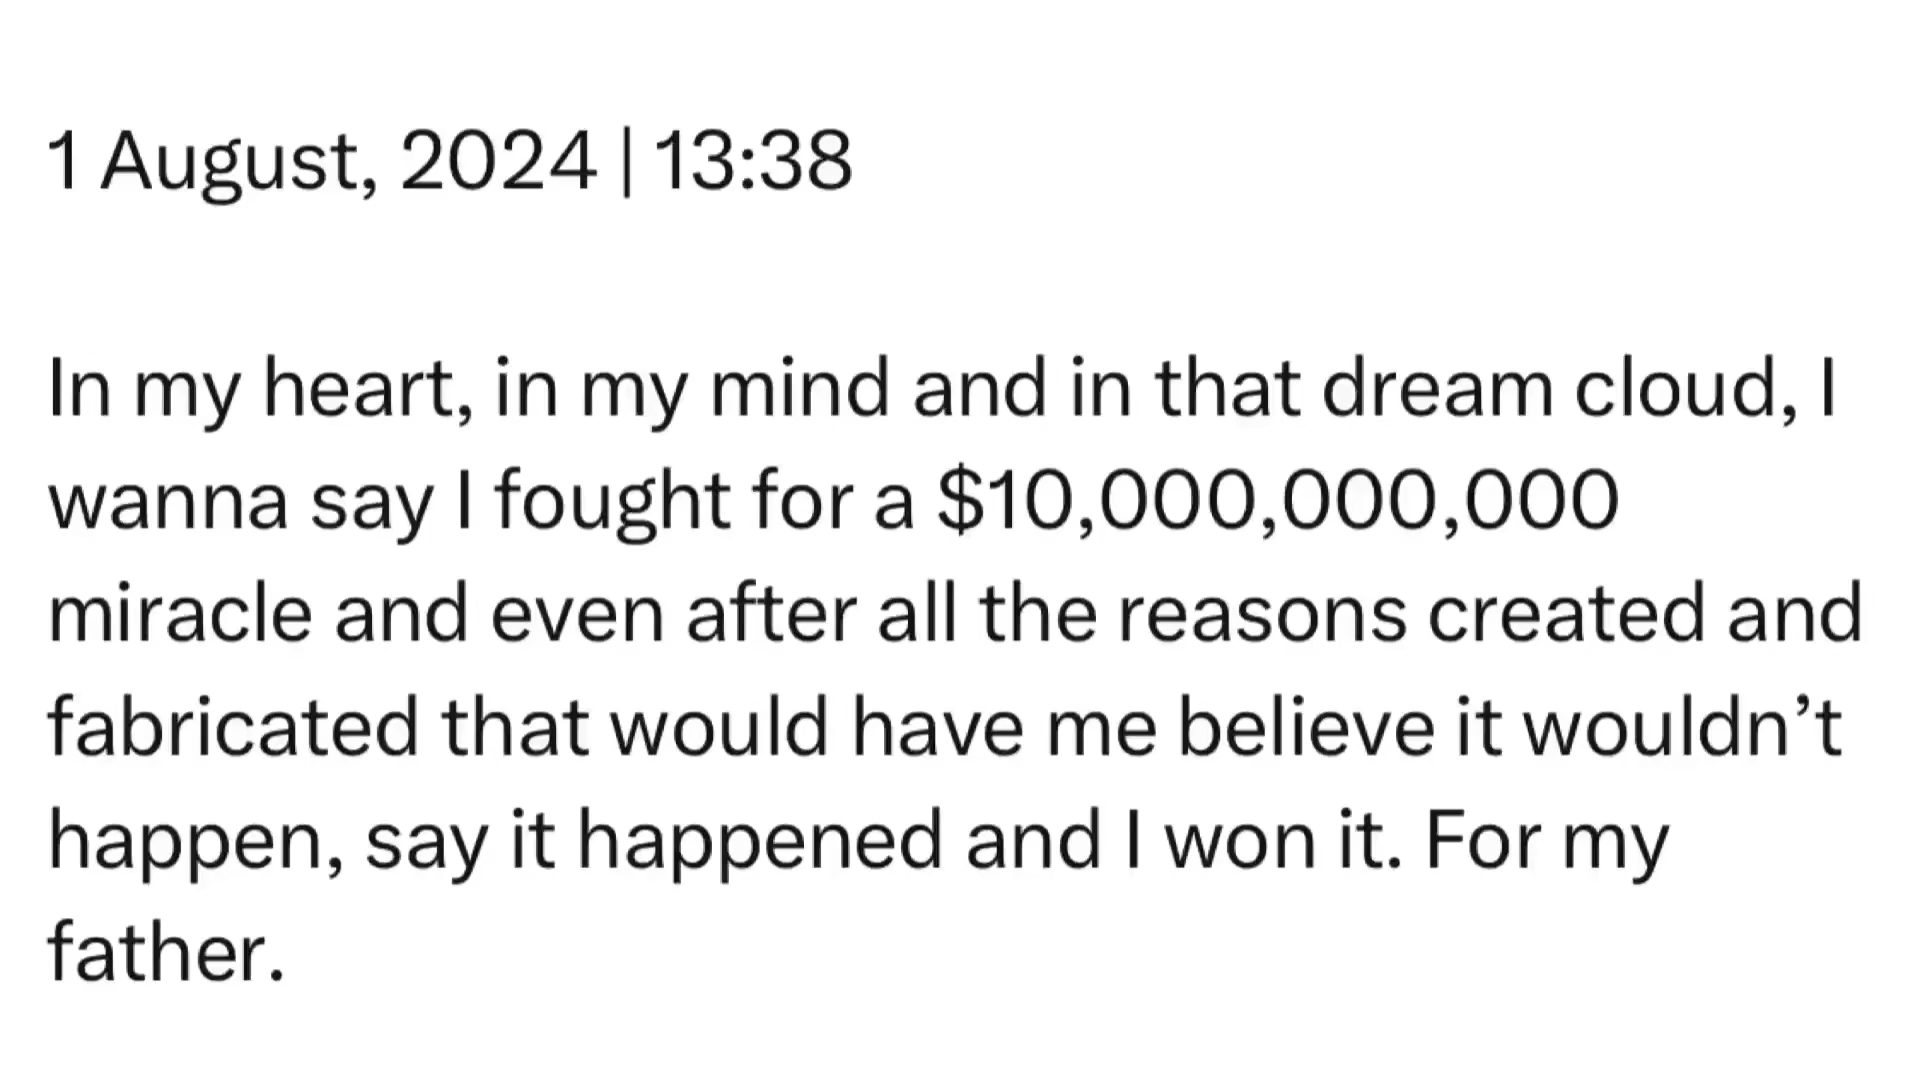 1 August, 2024 | 13:38
In my heart, in my mind and in that dream cloud, I
wanna say I fought for a $10,000,000,000
miracle and even after all the reasons created and
fabricated that would have me believe it wouldn’t
happen, say it happened and I won it. For my
father.